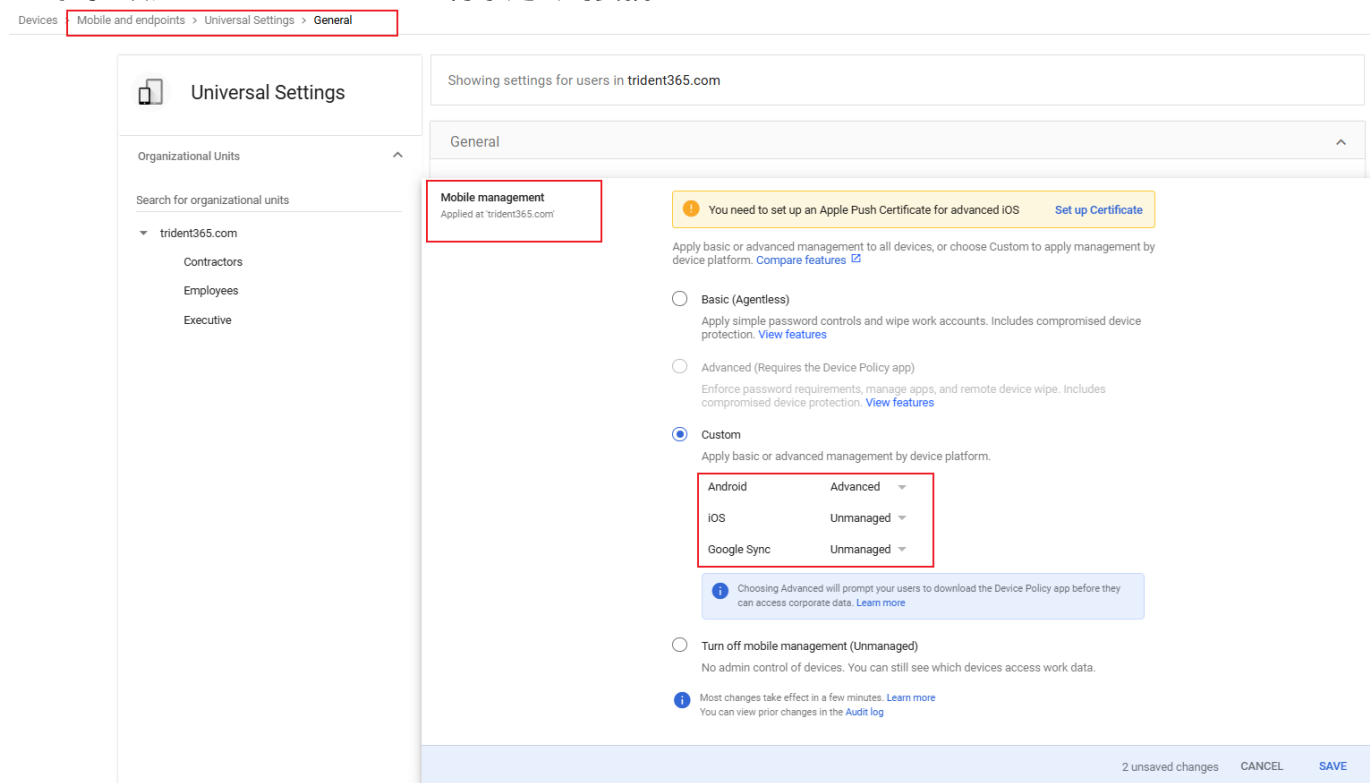 Devices > Mobile and endpoints > Universal Settings > General
Universal Settings
Showing settings for users in trident365.com
Organizational Units
Search for organizational units
trident365.com
Contractors
Employees
Executive
General
Mobile management
Applied at 'trident365.com'
You need to set up an Apple Push Certificate for advanced iOS Set up Certificate
Apply basic or advanced management to all devices, or choose Custom to apply management by
device platform. Compare features
Basic (Agentless)
Apply simple password controls and wipe work accounts. Includes compromised device
protection. View features
Advanced (Requires the Device Policy app)
Enforce password requirements, manage apps, and remote device wipe. Includes
compromised device protection. View features
Custom
Apply basic or advanced management by device platform.
Android Advanced
iOS Unmanaged
Google Sync Unmanaged
Choosing Advanced will prompt your users to download the Device Policy app before they
can access corporate data. Learn more
Turn off mobile management (Unmanaged)
No admin control of devices. You can still see which devices access work data.
Most changes take effect in a few minutes. Learn more
You can view prior changes in the Audit log
2 unsaved changes CANCEL SAVE